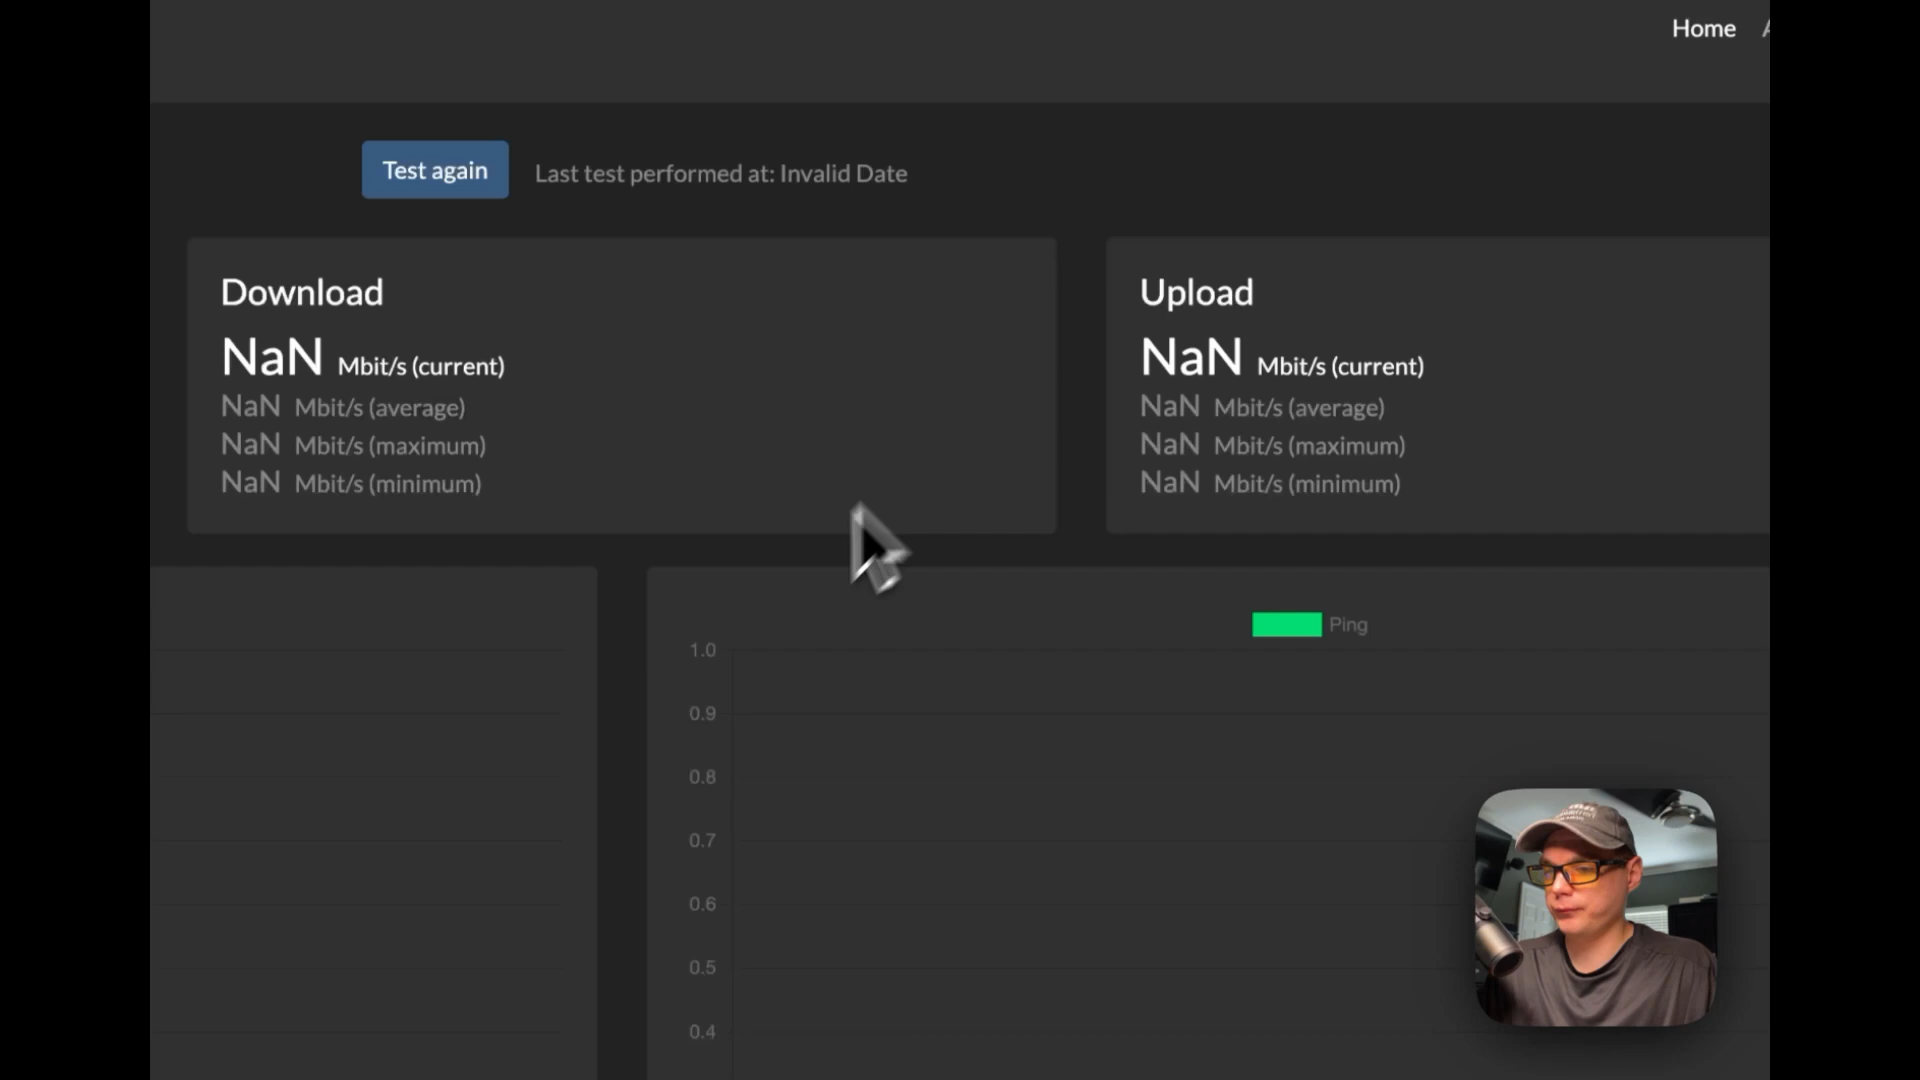 Home
Test again
Last test performed at: Invalid Date
Download
NaN Mbit/s (current)
NaN Mbit/s (average)
NaN Mbit/s (maximum)
NaN Mbit/s (minimum)
Upload
NaN Mbit/s (current)
NaN Mbit/s (average)
NaN Mbit/s (maximum)
NaN Mbit/s (minimum)
Ping
1.0
0.9
0.8
0.7
0.6
0.5
0.4